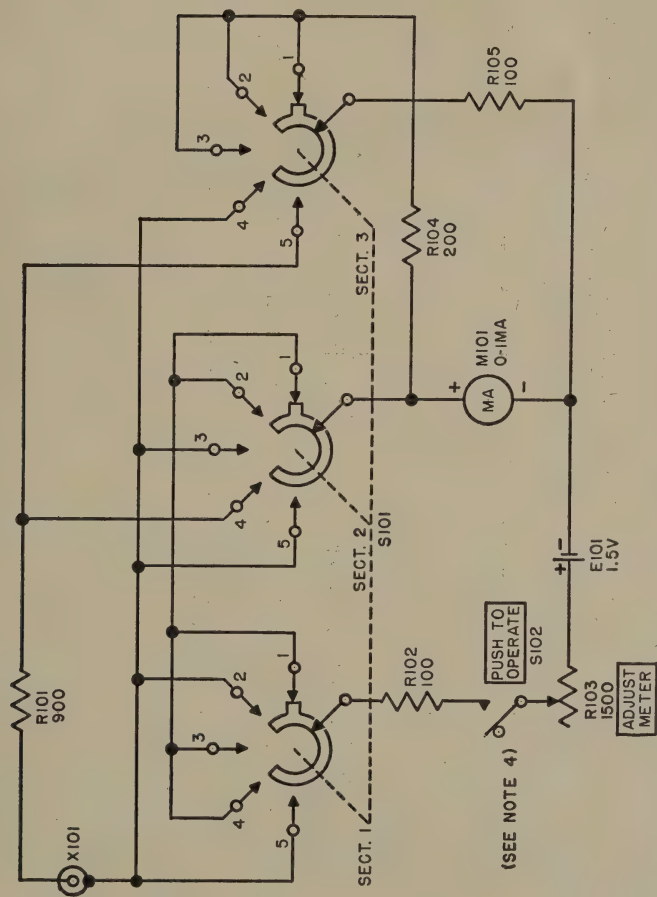 X101
R101
900
5
4
3
2
1
SECT. 1
5
4
3
2
1
SECT. 2
S101
5
4
3
2
1
SECT. 3
R102
100
PUSH TO
OPERATE
S102
(SEE NOTE 4)
R103
1500
ADJUST
METER
+ -
E101
1.5V
+
MA
-
M101
0-1MA
R104
200
R105
100